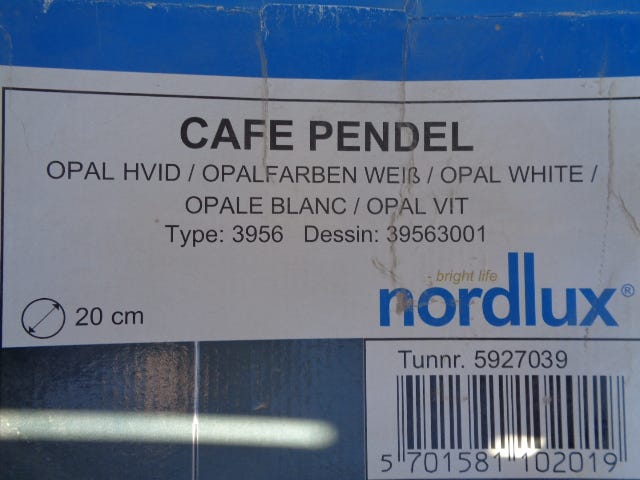 CAFE PENDEL
OPAL HVID / OPALFARBEN WEIß / OPAL WHITE /
OPALE BLANC / OPAL VIT
Type: 3956 Dessin: 39563001
- bright life
nordlux®
20 cm
Tunnr. 5927039
5 701581 102019